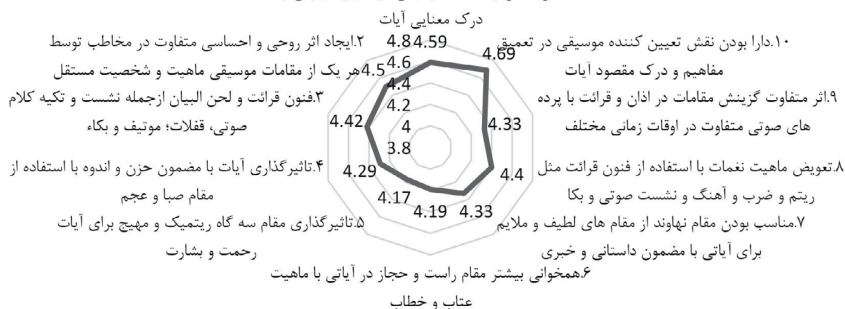 درک معنایی آیات
۱۰.دارا بودن نقش تعیین کننده موسیقی در تعمیق
مفاهیم و درک مقصود آیات
۹.اثر متفاوت گزینش مقامات در اذان و قرائت با پرده
های صوتی متفاوت در اوقات زمانی مختلف
۸.تعویض ماهیت نغمات با استفاده از فنون قرائت مثل
ریتم و ضرب و آهنگ و نشست صوتی و بکا
۷.مناسب بودن مقام نهاوند از مقام های لطیف و ملایم
برای آیاتی با مضمون داستانی و خبری
۶.همخوانی بیشتر مقام راست و حجاز در آیاتی با ماهیت
عتاب و خطاب
۲.ایجاد اثر روحی و احساسی متفاوت در مخاطب توسط
هر یک از مقامات موسیقی ماهیت و شخصیت مستقل
۳.فنون قرائت و لحن البیان ازجمله نشست و تکیه کلام
صوتی، قفلات؛ موتیف و بکاء
۴.تاثیرگذاری آیات با مضمون حزن و اندوه با استفاده از
مقام صبا و عجم
۵.تاثیرگذاری مقام سه گاه ریتمیک و مهیج برای آیات
رحمت و بشارت
4.8
4.6
4.4
4.2
4
3.8
4.59
4.69
4.33
4.4
4.33
4.19
4.17
4.29
4.42
4.5